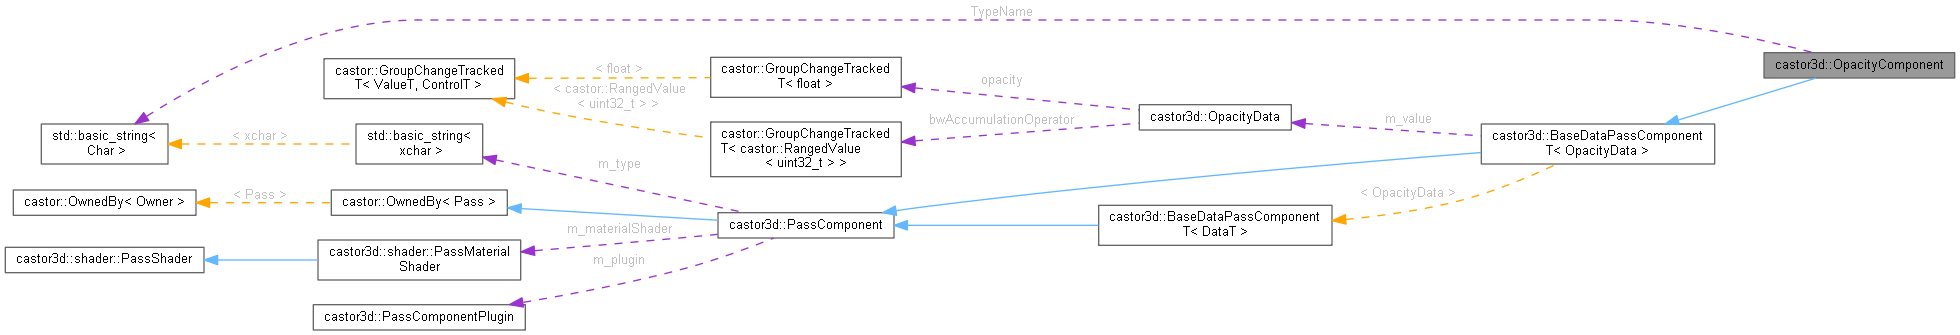 TypeName
castor3d::OpacityComponent
castor::GroupChangeTracked
T< ValueT, ControlT >
< float >
< castor::RangedValue
< uint32_t > >
castor::GroupChangeTracked
T< float >
opacity
castor3d::OpacityData
bwAccumulationOperator
castor::GroupChangeTracked
T< castor::RangedValue
< uint32_t > >
m_value
castor3d::BaseDataPassComponent
T< OpacityData >
std::basic_string<
Char >
< xchar >
std::basic_string<
xchar >
m_type
castor::OwnedBy< Owner >
< Pass >
castor::OwnedBy< Pass >
castor3d::PassComponent
castor3d::BaseDataPassComponent
T< DataT >
< OpacityData >
m_materialShader
castor3d::shader::PassShader
castor3d::shader::PassMaterial
Shader
m_plugin
castor3d::PassComponentPlugin